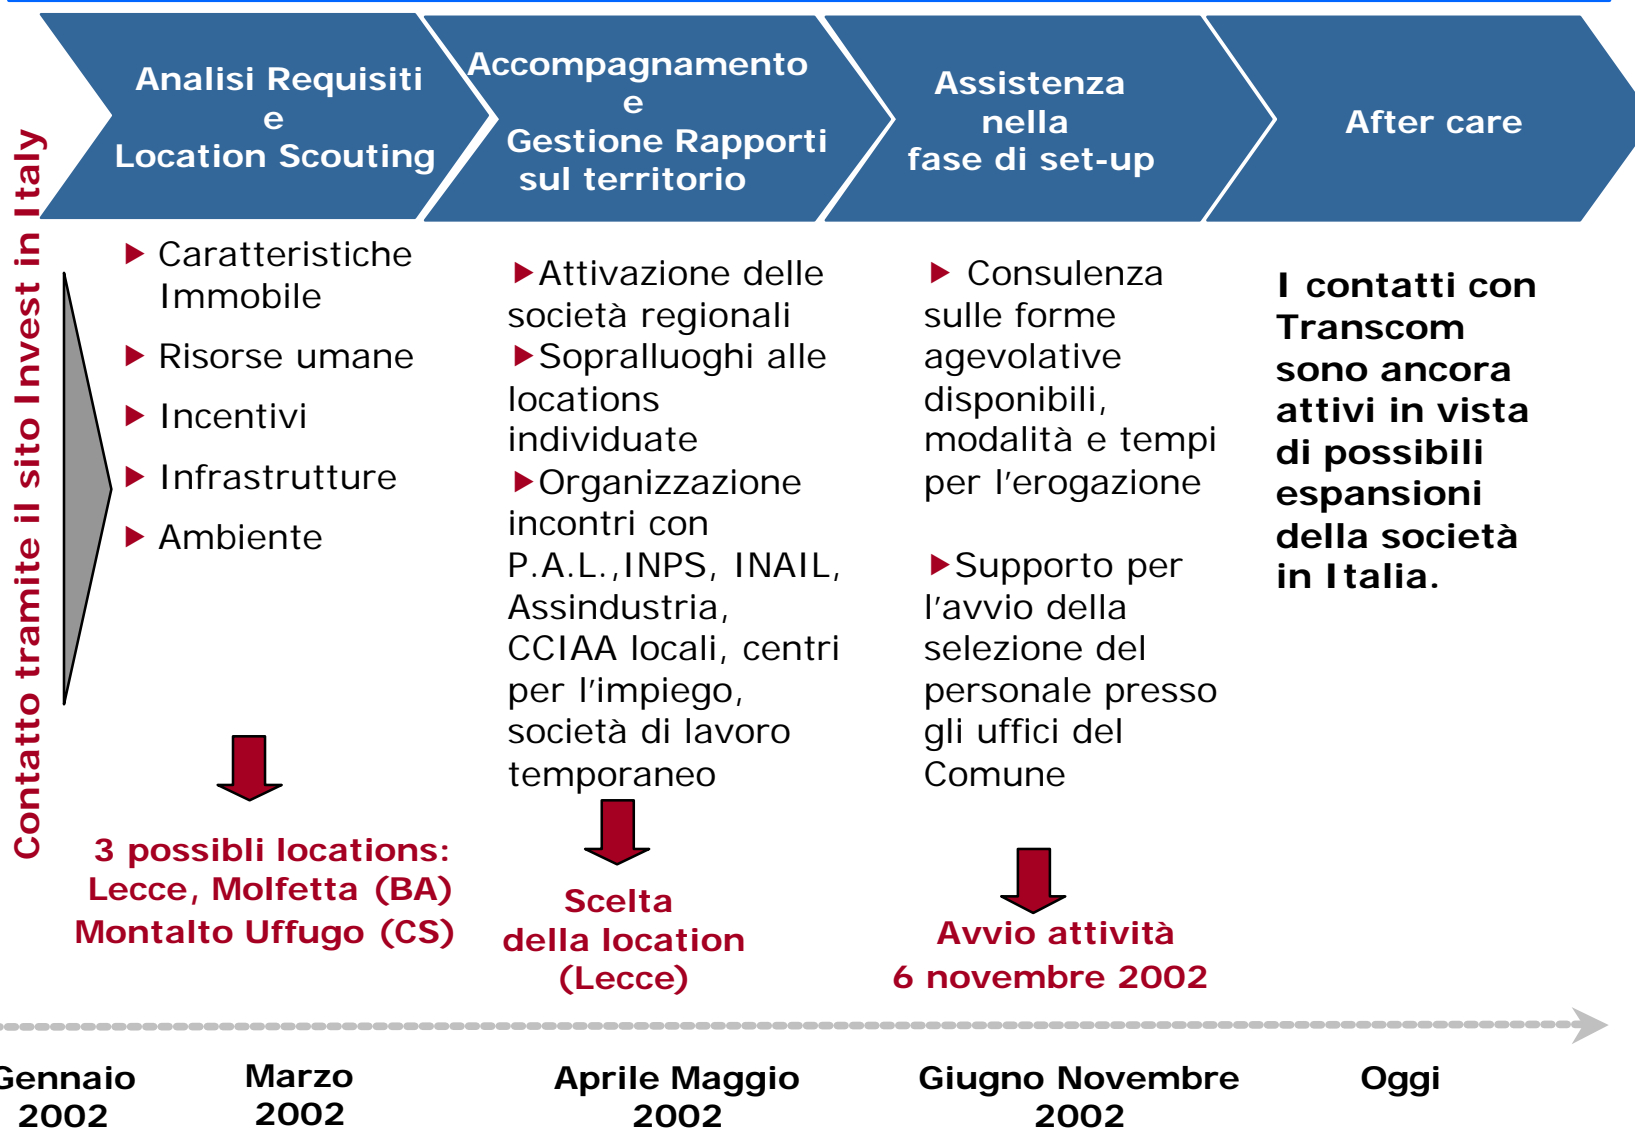 Contatto tramite il sito Invest in Italy
Analisi Requisiti
e
Location Scouting
Accompagnamento
e
Gestione Rapporti
sul territorio
Assistenza
nella
fase di set-up
After care
Caratteristiche
Immobile
Risorse umane
Incentivi
Infrastrutture
Ambiente
3 possibli locations:
Lecce, Molfetta (BA)
Montalto Uffugo (CS)
Attivazione delle
società regionali
Sopralluoghi alle
locations
individuate
Organizzazione
incontri con
P.A.L.,INPS, INAIL,
Assindustria,
CCIAA locali, centri
per l'impiego,
società di lavoro
temporaneo
Scelta
della location
(Lecce)
Consulenza
sulle forme
agevolative
disponibili,
modalità e tempi
per l'erogazione
Supporto per
l'avvio della
selezione del
personale presso
gli uffici del
Comune
Avvio attività
6 novembre 2002
I contatti con
Transcom
sono ancora
attivi in vista
di possibili
espansioni
della società
in Italia.
Gennaio
2002
Marzo
2002
Aprile Maggio
2002
Giugno Novembre
2002
Oggi